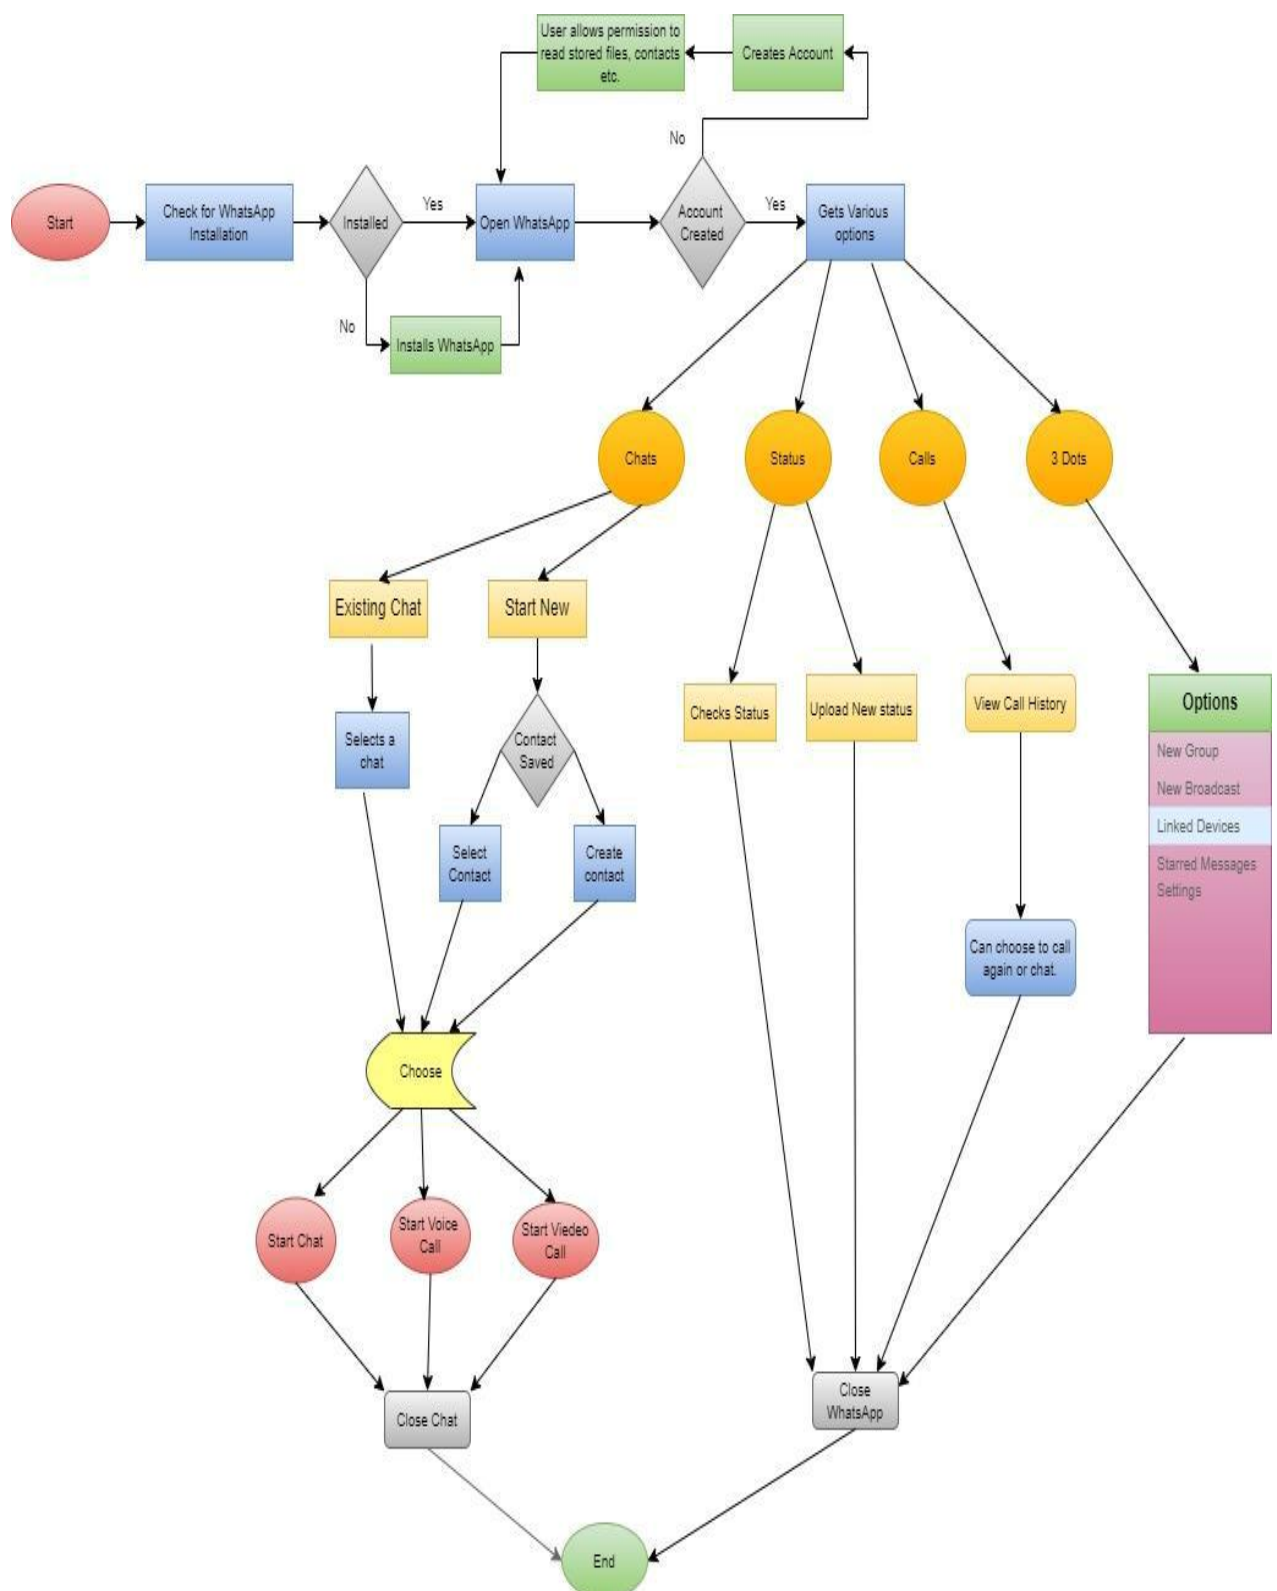 User allows permission to
read stored files, contacts
etc.
Creates Account
No
Start
Check for WhatsApp
Installation
Installed
Yes
Open WhatsApp
Account
Created
Yes
Gets Various
options
No
Installs WhatsApp
Chats
Status
Calls
3 Dots
Existing Chat
Start New
Checks Status
Upload New status
View Call History
Options
New Group
New Broadcast
Linked Devices
Starred Messages
Settings
Selects a
chat
Contact
Saved
Select
Contact
Create
contact
Can choose to call
again or chat.
Choose
Start Chat
Start Voice
Call
Start Viedeo
Call
Close Chat
Close
WhatsApp
End